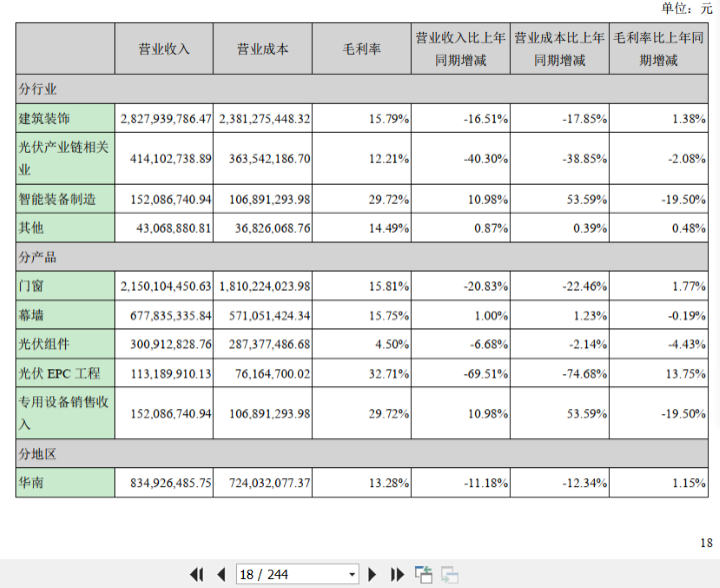 单位：元
营业收入 营业成本 毛利率 营业收入比上年同期增减 营业成本比上年同期增减 毛利率比上年同期增减
分行业
建筑装饰 2,827,939,786.47 2,381,275,448.32 15.79% -16.51% -17.85% 1.38%
光伏产业链相关业 414,102,738.89 363,542,186.70 12.21% -40.30% -38.85% -2.08%
智能装备制造 152,086,740.94 106,891,293.98 29.72% 10.98% 53.59% -19.50%
其他 43,068,880.81 36,826,068.76 14.49% 0.87% 0.39% 0.48%
分产品
门窗 2,150,104,450.63 1,810,224,023.98 15.81% -20.83% -22.46% 1.77%
幕墙 677,835,335.84 571,051,424.34 15.75% 1.00% 1.23% -0.19%
光伏组件 300,912,828.76 287,377,486.68 4.50% -6.68% -2.14% -4.43%
光伏 EPC 工程 113,189,910.13 76,164,700.02 32.71% -69.51% -74.68% 13.75%
专用设备销售收入 152,086,740.94 106,891,293.98 29.72% 10.98% 53.59% -19.50%
分地区
华南 834,926,485.75 724,032,077.37 13.28% -11.18% -12.34% 1.15%
18
18 / 244